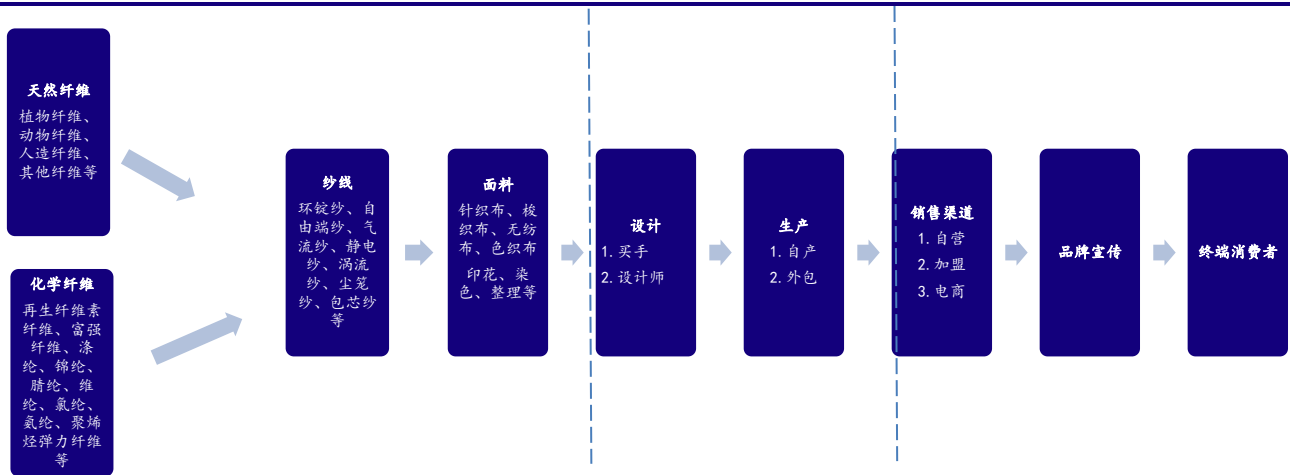 天然纤维
植物纤维、
动物纤维、
人造纤维、
其他纤维等
化学纤维
再生纤维素
纤维、富强
纤维、涤
纶、锦纶、
腈纶、维
纶、氯纶、
氨纶、聚烯
烃弹力纤维
等
纱线
环锭纱、自
由端纱、气
流纱、静电
纱、涡流
纱、尘笼
纱、包芯纱
等
面料
针织布、梭
织布、无纺
布、色织布
印花、染
色、整理等
设计
1. 买手
2. 设计师
生产
1. 自产
2. 外包
销售渠道
1. 自营
2. 加盟
3. 电商
品牌宣传
终端消费者